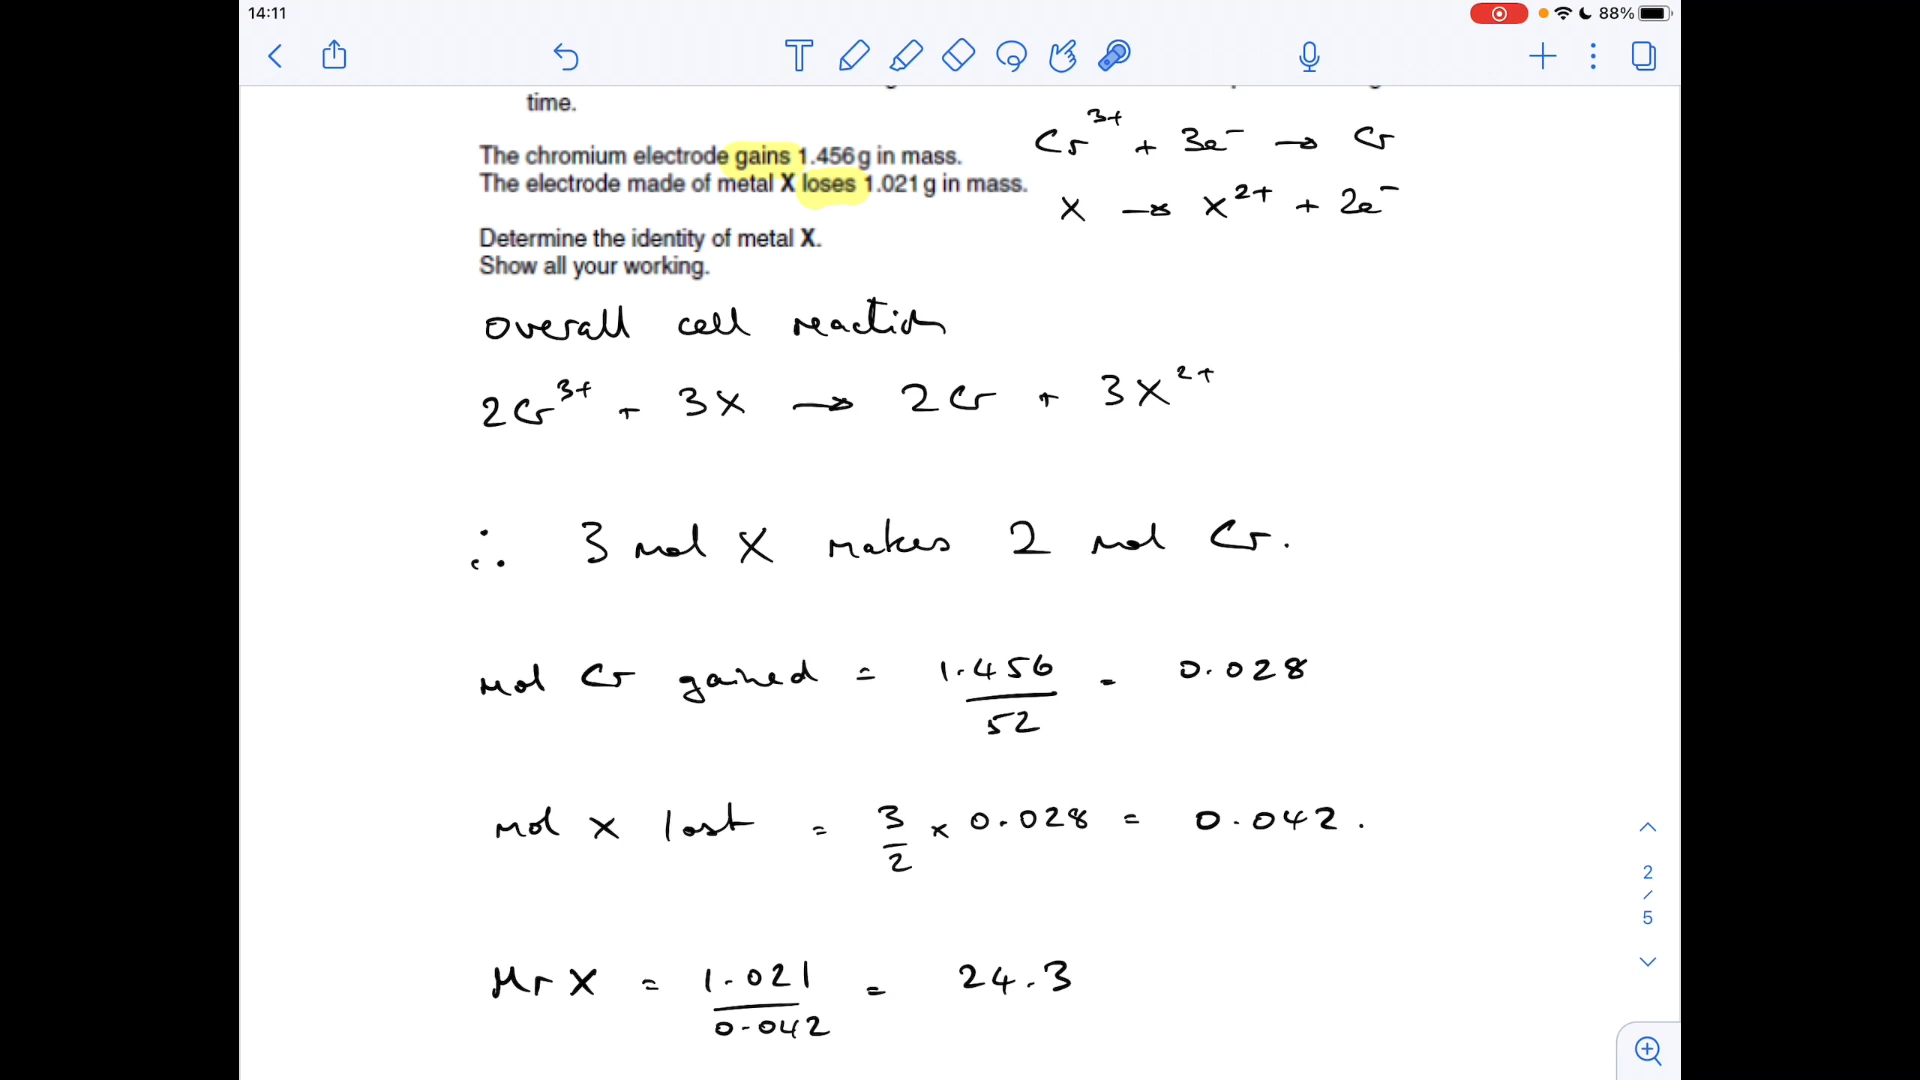 14:11
88%
time.
The chromium electrode gains 1.456 g in mass.
The electrode made of metal X loses 1.021 g in mass.
Cr³⁺ + 3e⁻ → Cr
X → X²⁺ + 2e⁻
Determine the identity of metal X.
Show all your working.
overall cell reaction
2Cr³⁺ + 3X → 2Cr + 3X²⁺
∴ 3 mol X makes 2 mol Cr.
mol Cr gained = 1.456/52 = 0.028
mol X lost = 3/2 × 0.028 = 0.042.
Mr X = 1.021/0.042 = 24.3
2/5